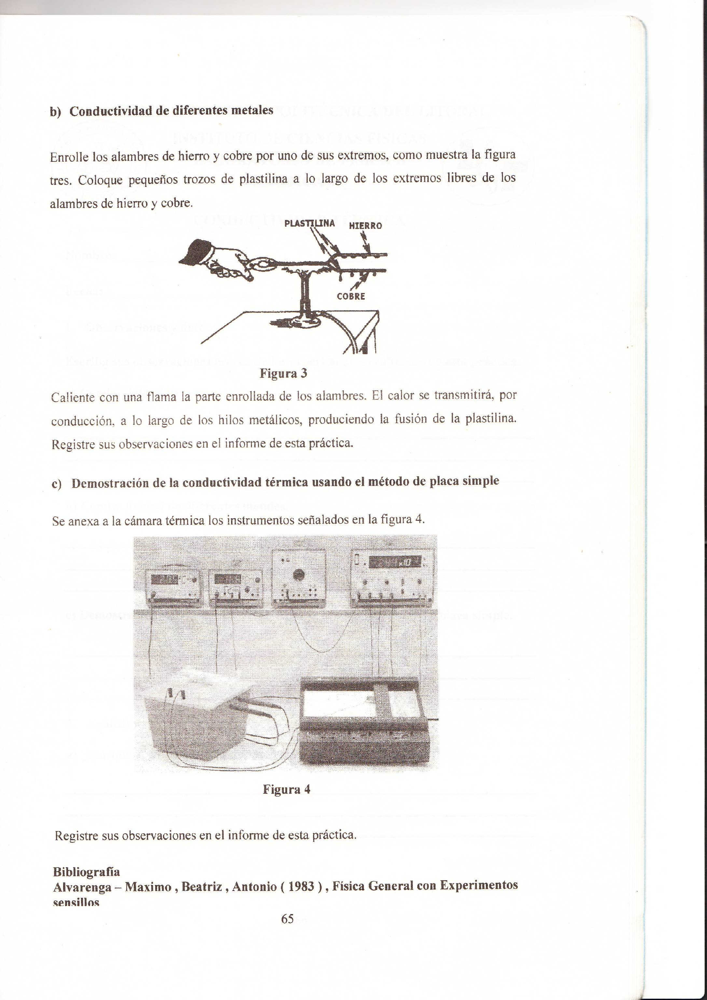 b) Conductividad de diferentes metales
Enrolle los alambres de hierro y cobre por uno de sus extremos, como muestra la figura
tres. Coloque pequeños trozos de plastilina a lo largo de los extremos libres de los
alambres de hierro y cobre.
PLASTILINA HIERRO
COBRE
Figura 3
Caliente con una flama la parte enrollada de los alambres. El calor se transmitirá, por
conducción, a lo largo de los hilos metálicos, produciendo la fusión de la plastilina.
Registre sus observaciones en el informe de esta práctica.
c) Demostración de la conductividad térmica usando el método de placa simple
Se anexa a la cámara térmica los instrumentos señalados en la figura 4.
x10
Figura 4
Registre sus observaciones en el informe de esta práctica.
Bibliografía
Alvarenga – Maximo , Beatriz , Antonio ( 1983 ) , Física General con Experimentos
sensillos
65